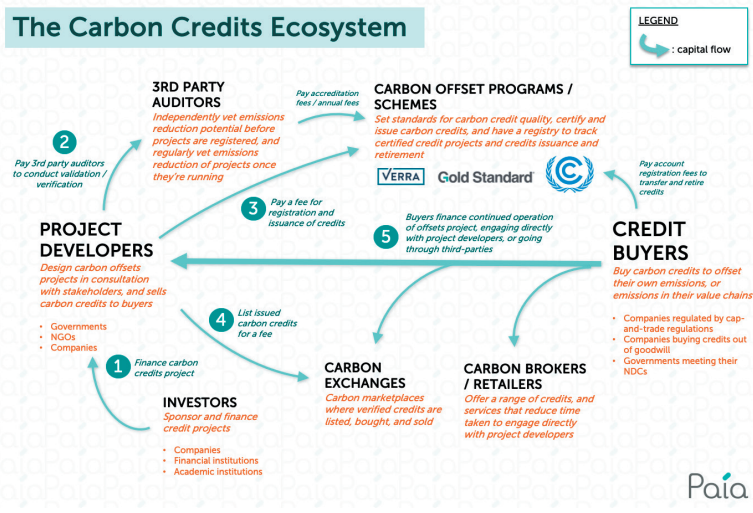 The Carbon Credits Ecosystem
LEGEND
: capital flow
3RD PARTY
AUDITORS
Independently vet emissions
reduction potential before
projects are registered, and
regularly vet emissions
reduction of projects once
they're running
Pay accreditation
fees / annual fees
CARBON OFFSET PROGRAMS /
SCHEMES
Set standards for carbon credit quality, certify and
issue carbon credits, and have a registry to track
certified credit projects and credits issuance and
retirement
VERRA
Gold Standard
2
Pay 3rd party auditors
to conduct validation /
verification
3
Pay a fee for
registration and
issuance of credits
5
Buyers finance continued operation
of offsets project, engaging directly
with project developers, or going
through third-parties
Pay account
registration fees to
transfer and retire
credits
PROJECT
DEVELOPERS
Design carbon offsets
projects in consultation
with stakeholders, and sells
carbon credits to buyers
• Governments
• NGOs
• Companies
CREDIT
BUYERS
Buy carbon credits to offset
their own emissions, or
emissions in their value chains
• Companies regulated by cap-
and-trade regulations
• Companies buying credits out
of goodwill
• Governments meeting their
NDCs
4
List issued
carbon credits
for a fee
1
Finance carbon
credits project
INVESTORS
Sponsor and finance
credit projects
• Companies
• Financial institutions
• Academic institutions
CARBON
EXCHANGES
Carbon marketplaces
where verified credits are
listed, bought, and sold
CARBON BROKERS
/ RETAILERS
Offer a range of credits, and
services that reduce time
taken to engage directly
with project developers
Paia